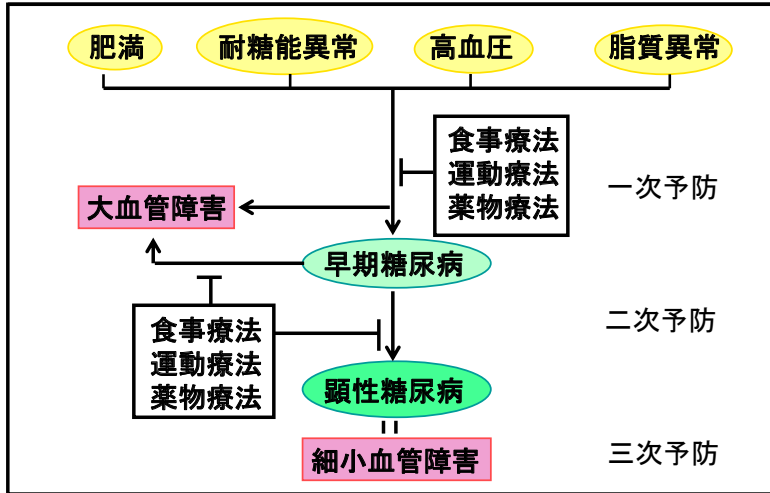 肥満
耐糖能異常
高血圧
脂質異常
食事療法
運動療法
薬物療法
一次予防
大血管障害
早期糖尿病
食事療法
運動療法
薬物療法
二次予防
顕性糖尿病
細小血管障害
三次予防